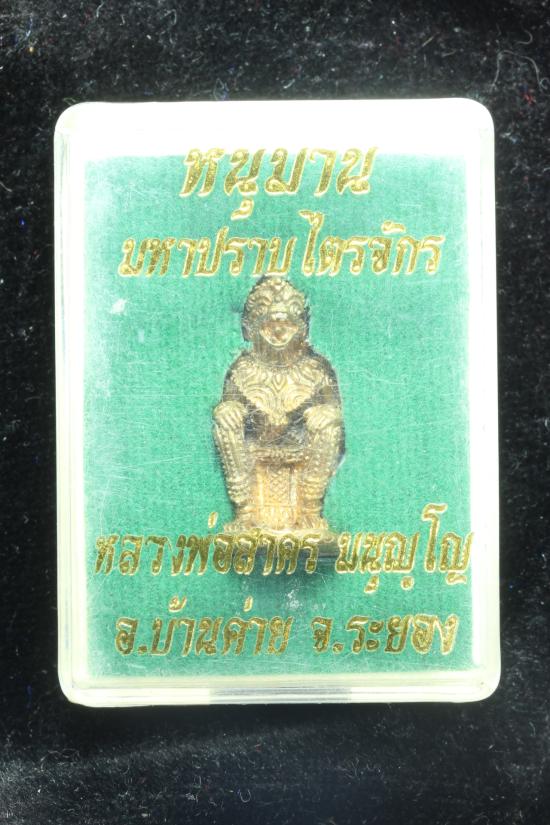 หนุมาน
มหาปราบไตรจักร
หลวงพ่อสาคร มนุญฺโญ
อ.บ้านค่าย จ.ระยอง